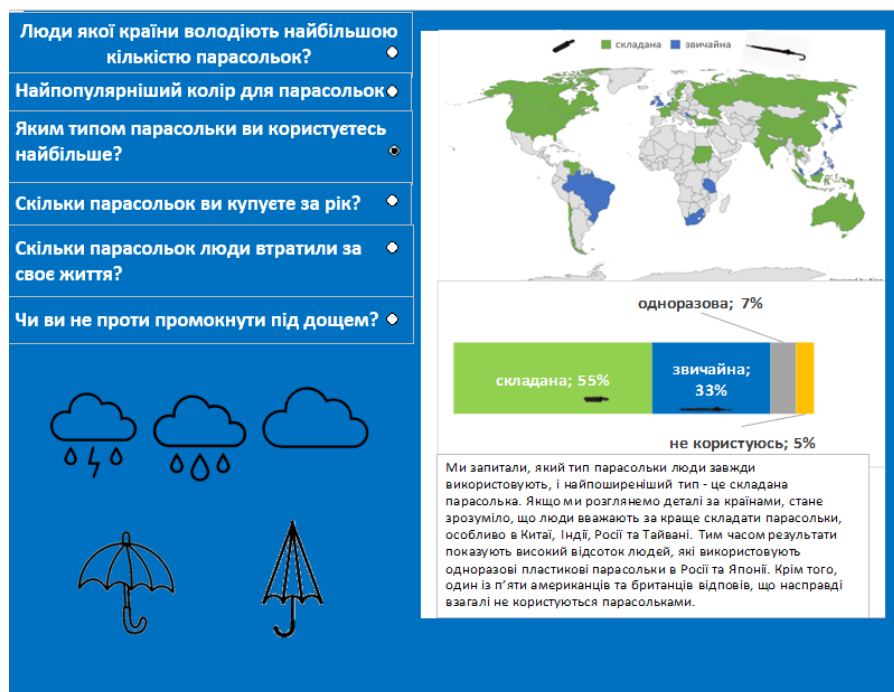 Люди якої країни володіють найбільшою
кількістю парасольок?
Найпопулярніший колір для парасольок
Яким типом парасольки ви користуєтесь
найбільше?
Скільки парасольок ви купуєте за рік?
Скільки парасольок люди втратили за
своє життя?
Чи ви не проти промокнути під дощем?
складана звичайна
одноразова; 7%
складана; 55%
звичайна;
33%
не користуюсь; 5%
Ми запитали, який тип парасольки люди завжди
використовують, і найпоширеніший тип - це складана
парасолька. Якщо ми розглянемо деталі за країнами, стане
зрозуміло, що люди вважають за краще складати парасольки,
особливо в Китаї, Індії, Росії та Тайвані. Тим часом результати
показують високий відсоток людей, які використовують
одноразові пластикові парасольки в Росії та Японії. Крім того,
один із п’яти американців та британців відповів, що насправді
взагалі не користуються парасольками.